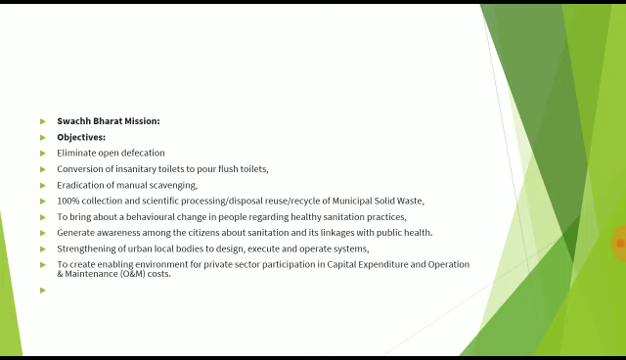 Swachh Bharat Mission:
Objectives:
Eliminate open defecation
Conversion of insanitary toilets to pour flush toilets,
Eradication of manual scavenging,
100% collection and scientific processing/disposal reuse/recycle of Municipal Solid Waste,
To bring about a behavioural change in people regarding healthy sanitation practices,
Generate awareness among the citizens about sanitation and its linkages with public health.
Strengthening of urban local bodies to design, execute and operate systems,
To create enabling environment for private sector participation in Capital Expenditure and Operation
& Maintenance (O&M) costs.